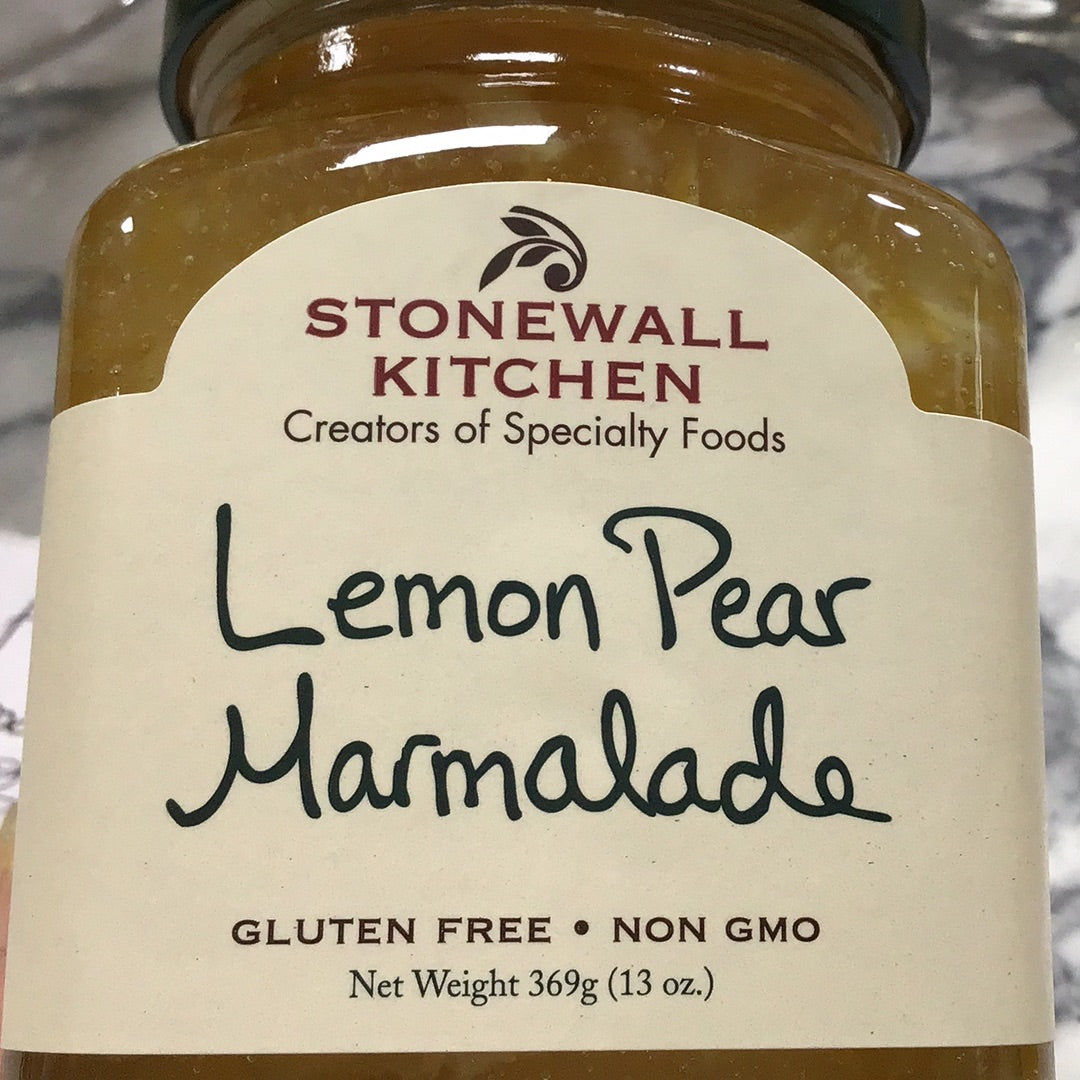 STONEWALL
KITCHEN
Creators of Specialty Foods
Lemon Pear
Marmalade
GLUTEN FREE • NON GMO
Net Weight 369g (13 oz.)